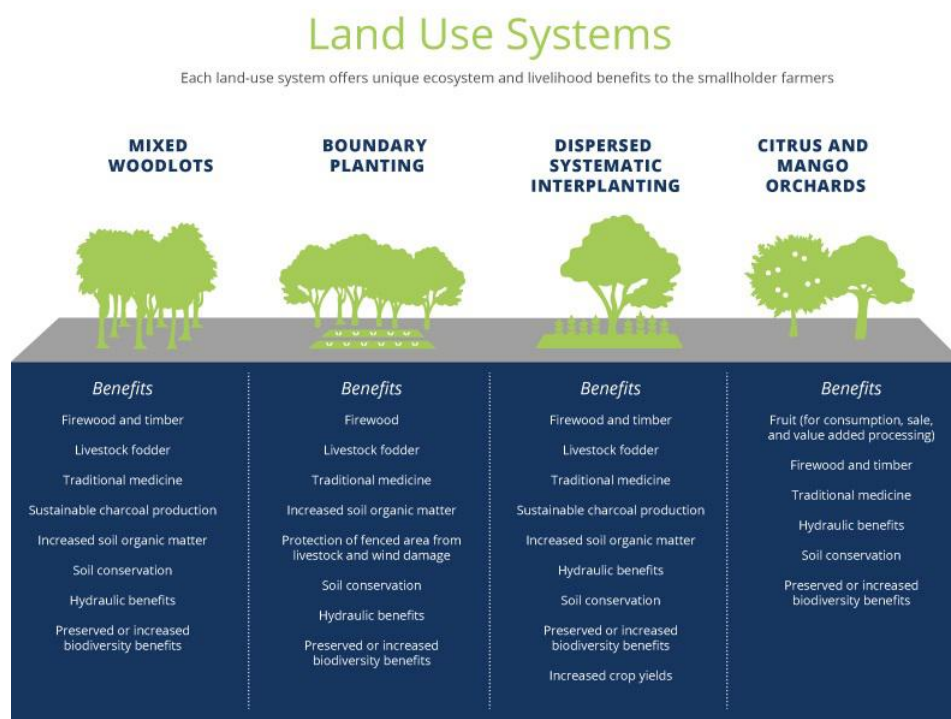 Land Use Systems
Each land-use system offers unique ecosystem and livelihood benefits to the smallholder farmers
MIXED
WOODLOTS
BOUNDARY
PLANTING
DISPERSED
SYSTEMATIC
INTERPLANTING
CITRUS AND
MANGO
ORCHARDS
Benefits
Firewood and timber
Livestock fodder
Traditional medicine
Sustainable charcoal production
Increased soil organic matter
Soil conservation
Hydraulic benefits
Preserved or increased
biodiversity benefits
Benefits
Firewood
Livestock fodder
Traditional medicine
Increased soil organic matter
Protection of fenced area from
livestock and wind damage
Soil conservation
Hydraulic benefits
Preserved or increased
biodiversity benefits
Benefits
Firewood and timber
Livestock fodder
Traditional medicine
Sustainable charcoal production
Increased soil organic matter
Hydraulic benefits
Soil conservation
Preserved or increased
biodiversity benefits
Increased crop yields
Benefits
Fruit (for consumption, sale,
and value added processing)
Firewood and timber
Traditional medicine
Hydraulic benefits
Soil conservation
Preserved or increased
biodiversity benefits